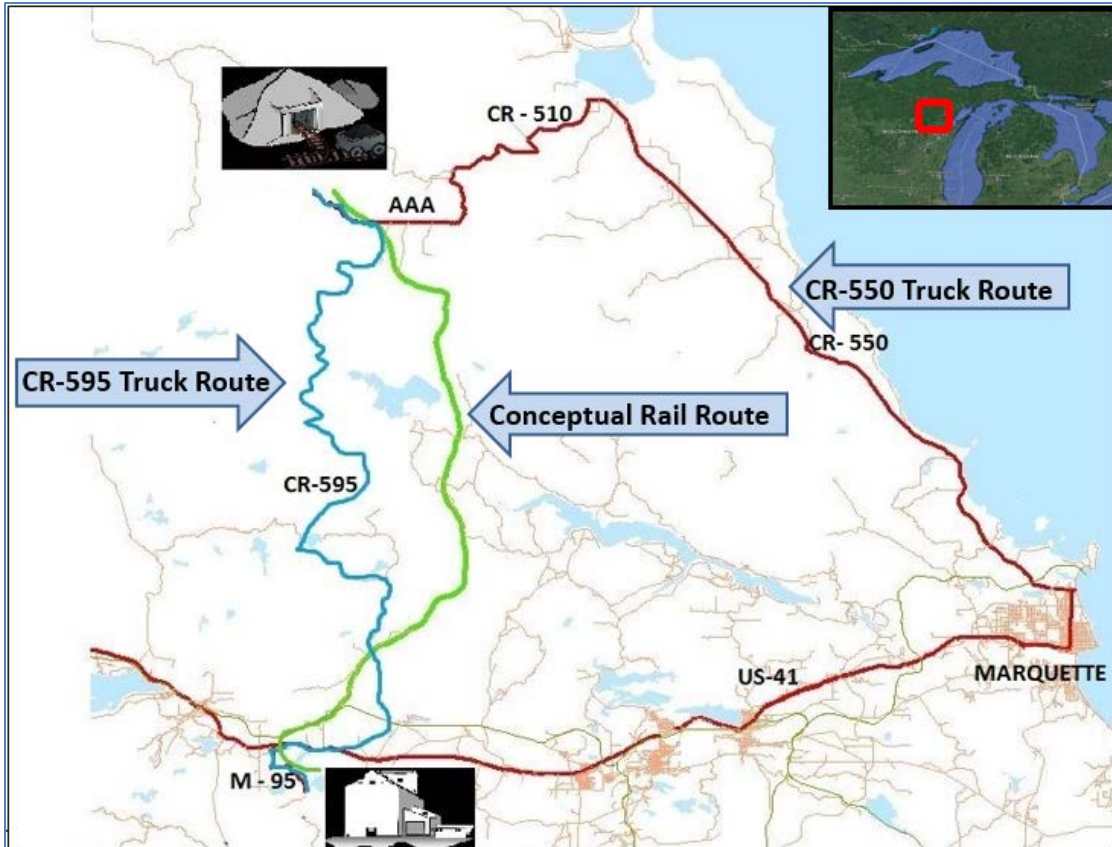 CR - 510
AAA
CR-550 Truck Route
CR- 550
CR-595 Truck Route
Conceptual Rail Route
CR-595
US-41
MARQUETTE
M - 95